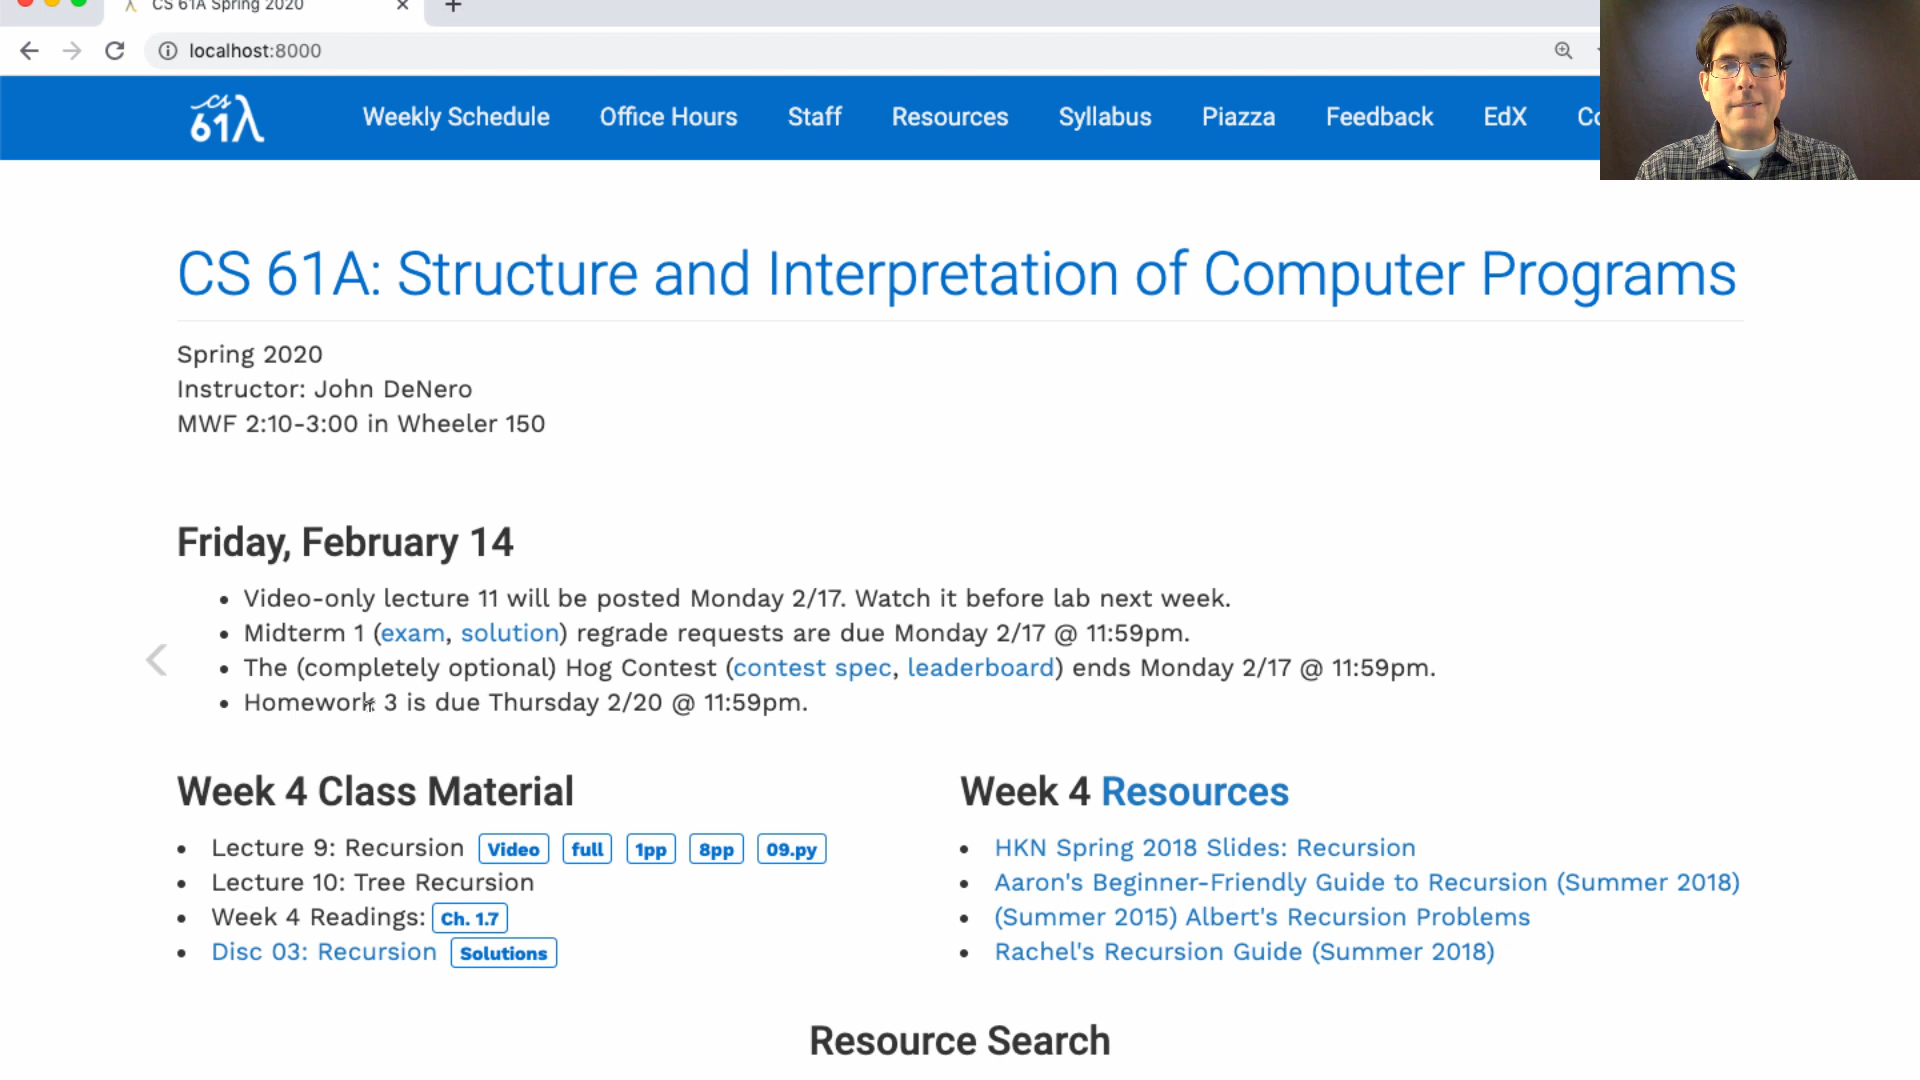 CS 61A Spring 2020
localhost:8000
cs 61λ
Weekly Schedule Office Hours Staff Resources Syllabus Piazza Feedback EdX
CS 61A: Structure and Interpretation of Computer Programs
Spring 2020
Instructor: John DeNero
MWF 2:10-3:00 in Wheeler 150
Friday, February 14
• Video-only lecture 11 will be posted Monday 2/17. Watch it before lab next week.
• Midterm 1 (exam, solution) regrade requests are due Monday 2/17 @ 11:59pm.
• The (completely optional) Hog Contest (contest spec, leaderboard) ends Monday 2/17 @ 11:59pm.
• Homework 3 is due Thursday 2/20 @ 11:59pm.
Week 4 Class Material
• Lecture 9: Recursion Video full 1pp 8pp 09.py
• Lecture 10: Tree Recursion
• Week 4 Readings: Ch. 1.7
• Disc 03: Recursion Solutions
Week 4 Resources
• HKN Spring 2018 Slides: Recursion
• Aaron's Beginner-Friendly Guide to Recursion (Summer 2018)
• (Summer 2015) Albert's Recursion Problems
• Rachel's Recursion Guide (Summer 2018)
Resource Search